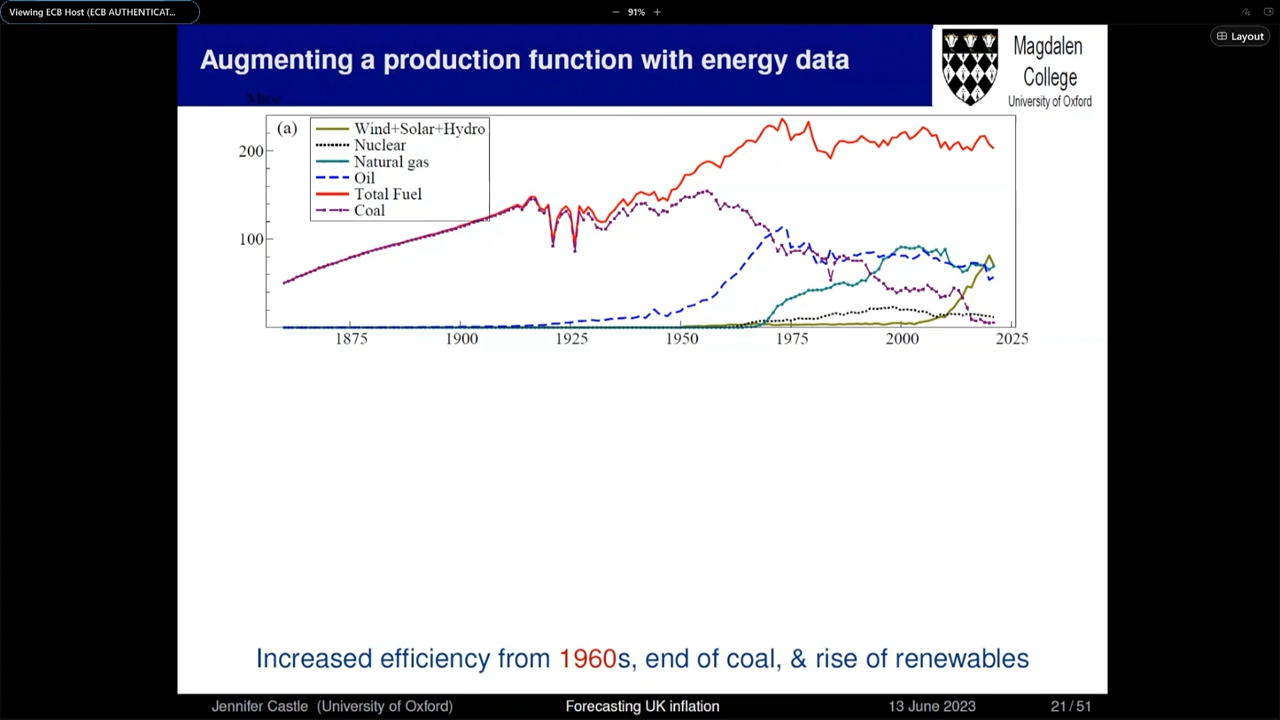 Viewing ECB Host (ECB AUTHENTICAT...
91%
Layout
Augmenting a production function with energy data
Magdalen
College
University of Oxford
(a)
Wind+Solar+Hydro
Nuclear
Natural gas
Oil
Total Fuel
Coal
200
100
1875 1900 1925 1950 1975 2000 2025
Increased efficiency from 1960s, end of coal, & rise of renewables
Jennifer Castle (University of Oxford) Forecasting UK inflation 13 June 2023 21 / 51